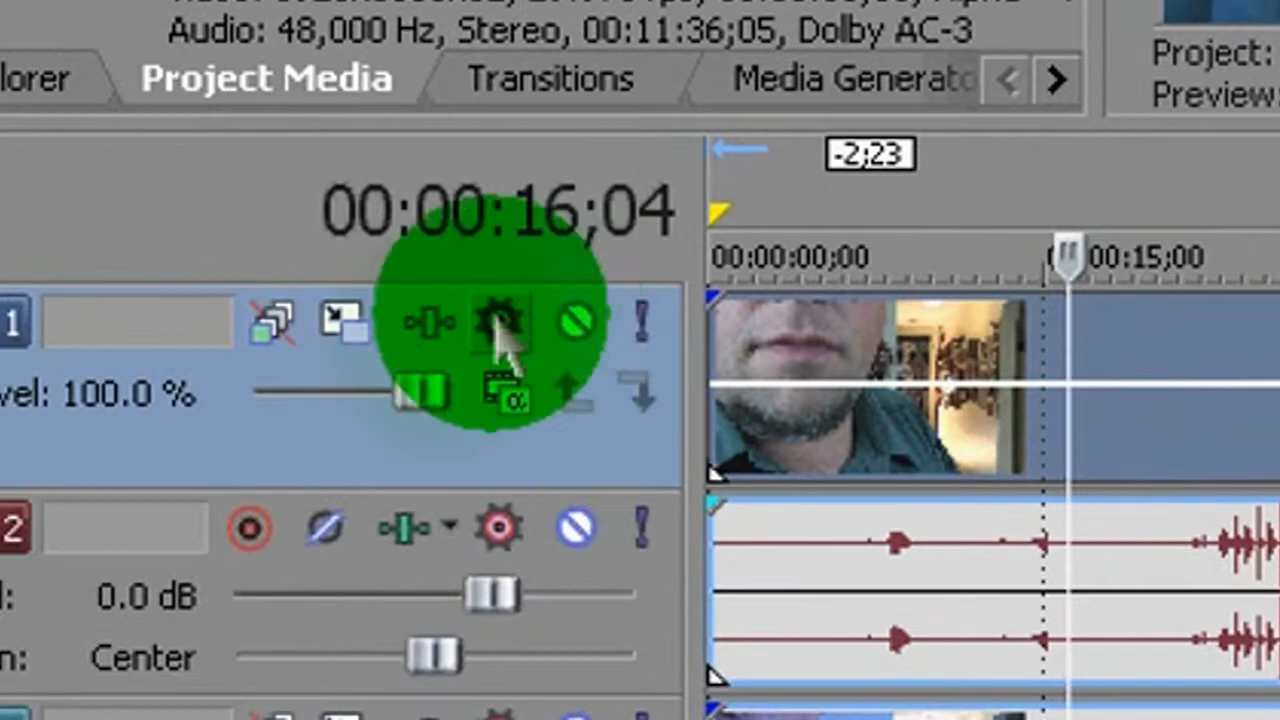 Audio: 48,000 Hz, Stereo, 00:11:36;05, Dolby AC-3
lorer Project Media Transitions Media Generato
Project:
Preview:
-2;23
00:00:16;04
00:00:00;00 00:15;00
1
vel: 100.0 %
α
2
l: 0.0 dB
n: Center